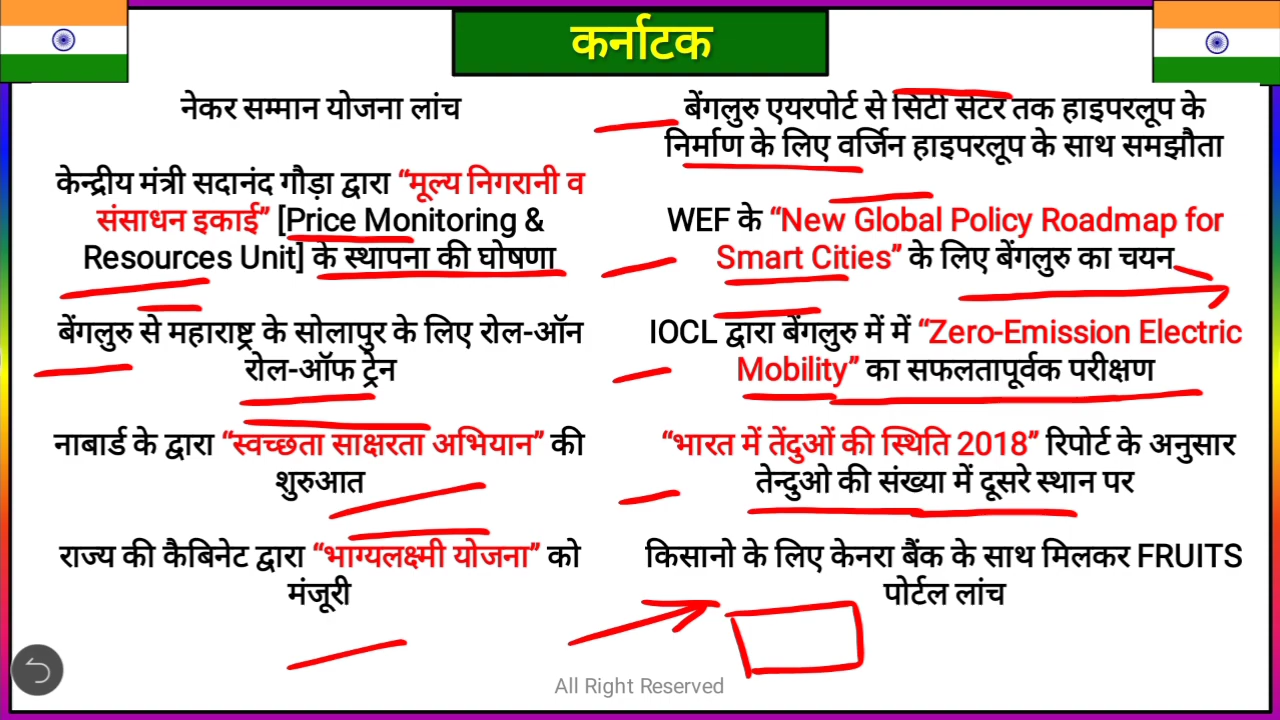 कर्नाटक
नेकर सम्मान योजना लांच
केन्द्रीय मंत्री सदानंद गौड़ा द्वारा “मूल्य निगरानी व
संसाधन इकाई” [Price Monitoring &
Resources Unit] के स्थापना की घोषणा
बेंगलुरु से महाराष्ट्र के सोलापुर के लिए रोल-ऑन
रोल-ऑफ ट्रेन
नाबार्ड के द्वारा “स्वच्छता साक्षरता अभियान” की
शुरुआत
राज्य की कैबिनेट द्वारा “भाग्यलक्ष्मी योजना” को
मंजूरी
बेंगलुरु एयरपोर्ट से सिटी सेंटर तक हाइपरलूप के
निर्माण के लिए वर्जिन हाइपरलूप के साथ समझौता
WEF के “New Global Policy Roadmap for
Smart Cities” के लिए बेंगलुरु का चयन
IOCL द्वारा बेंगलुरु में में “Zero-Emission Electric
Mobility” का सफलतापूर्वक परीक्षण
“भारत में तेंदुओं की स्थिति 2018” रिपोर्ट के अनुसार
तेन्दुओ की संख्या में दूसरे स्थान पर
किसानो के लिए केनरा बैंक के साथ मिलकर FRUITS
पोर्टल लांच
All Right Reserved